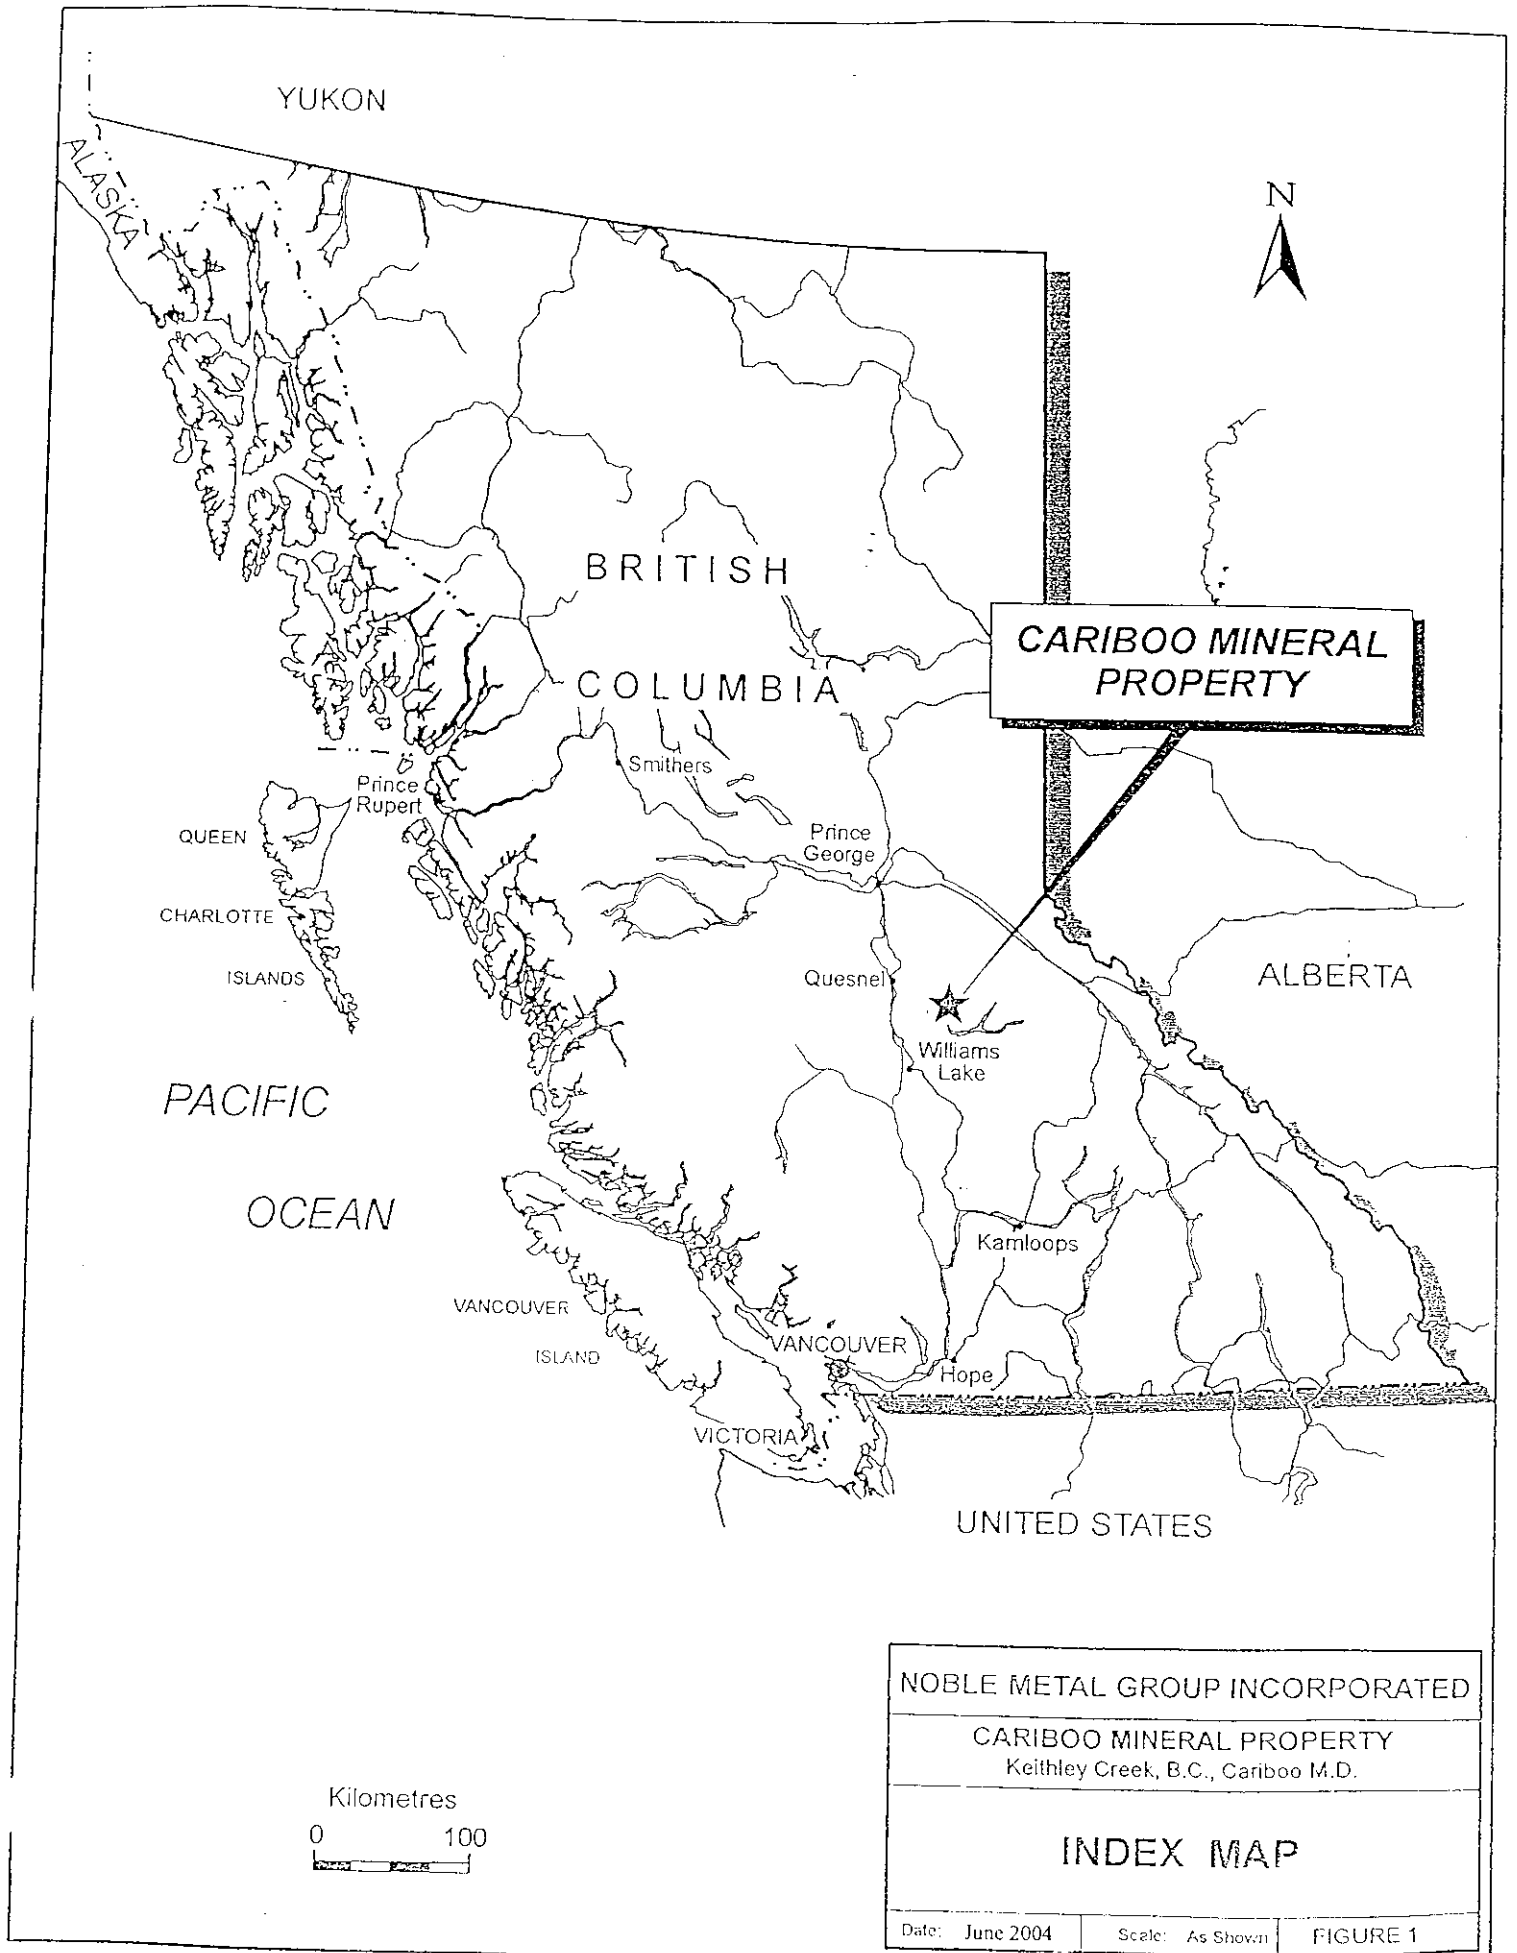 YUKON
ALASKA
N
BRITISH
COLUMBIA
CARIBOO MINERAL
PROPERTY
Smithers
Prince
Rupert
QUEEN
CHARLOTTE
ISLANDS
Prince
George
Quesnel
ALBERTA
Williams
Lake
PACIFIC
OCEAN
Kamloops
VANCOUVER
ISLAND
VANCOUVER
Hope
VICTORIA
UNITED STATES
Kilometres
0 100
NOBLE METAL GROUP INCORPORATED
CARIBOO MINERAL PROPERTY
Keithley Creek, B.C., Cariboo M.D.
INDEX MAP
Date: June 2004 Scale: As Shown FIGURE 1